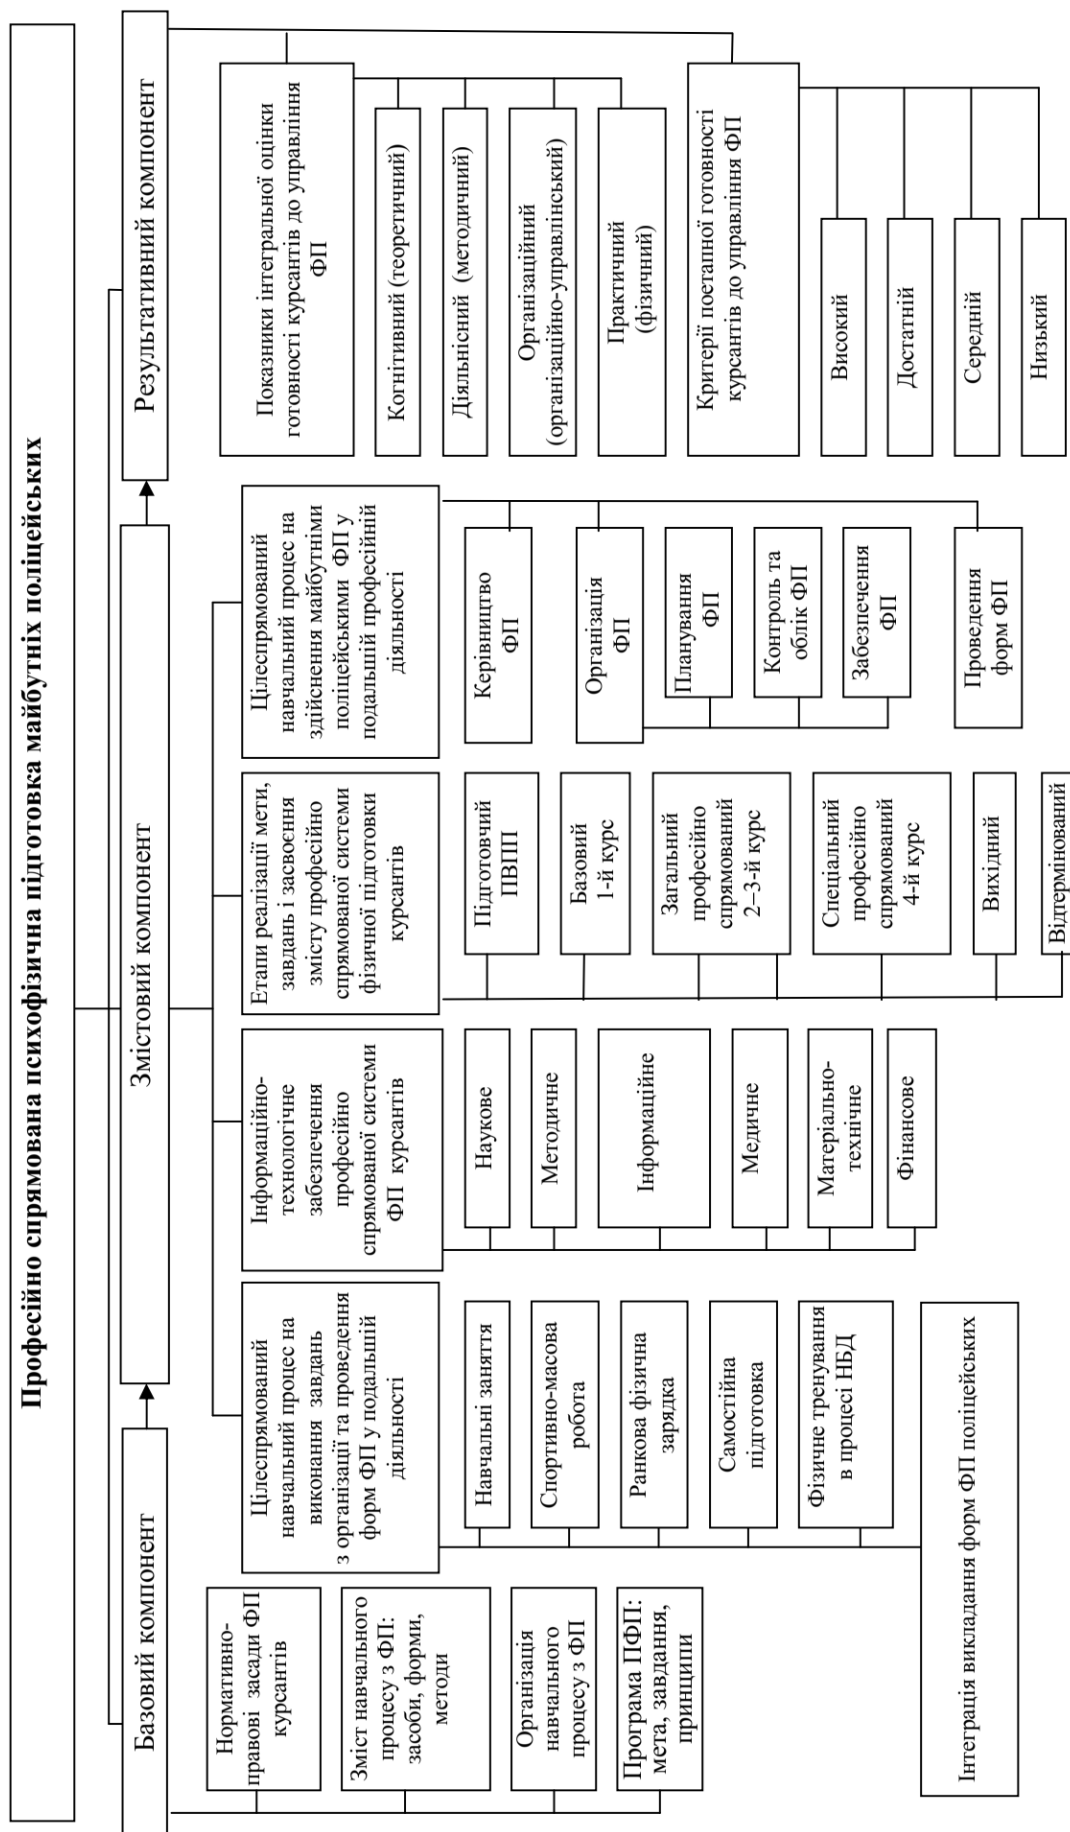 Професійно спрямована психофізична підготовка майбутніх поліцейських
Базовий компонент
Нормативно-
правові засади ФП
курсантів
Зміст навчального
процесу з ФП:
засоби, форми,
методи
Організація
навчального
процесу з ФП
Програма ПФП:
мета, завдання,
принципи
Змістовий компонент
Цілеспрямований
навчальний процес на
виконання завдань
з організації та проведення
форм ФП у подальшій
діяльності
Навчальні заняття
Спортивно-масова
робота
Ранкова фізична
зарядка
Самостійна
підготовка
Фізичне тренування
в процесі НБД
Інтеграція викладання форм ФП поліцейських
Інформаційно-
технологічне
забезпечення
професійно
спрямованої системи
ФП курсантів
Наукове
Методичне
Інформаційне
Медичне
Матеріально-
технічне
Фінансове
Етапи реалізації мети,
завдань і засвоєння
змісту професійно
спрямованої системи
фізичної підготовки
курсантів
Підготовчий
ПВПП
Базовий
1-й курс
Загальний
професійно
спрямований
2–3-й курс
Спеціальний
професійно
спрямований
4-й курс
Вихідний
Відтермінований
Цілеспрямований
навчальний процес на
здійснення майбутніми
поліцейськими ФП у
подальшій професійній
діяльності
Керівництво
ФП
Організація
ФП
Планування
ФП
Контроль та
облік ФП
Забезпечення
ФП
Проведення
форм ФП
Результативний компонент
Показники інтегральної оцінки
готовності курсантів до управління
ФП
Когнітивний (теоретичний)
Діяльнісний (методичний)
Організаційний
(організаційно-управлінський)
Практичний
(фізичний)
Критерії поетапної готовності
курсантів до управління ФП
Високий
Достатній
Середній
Низький